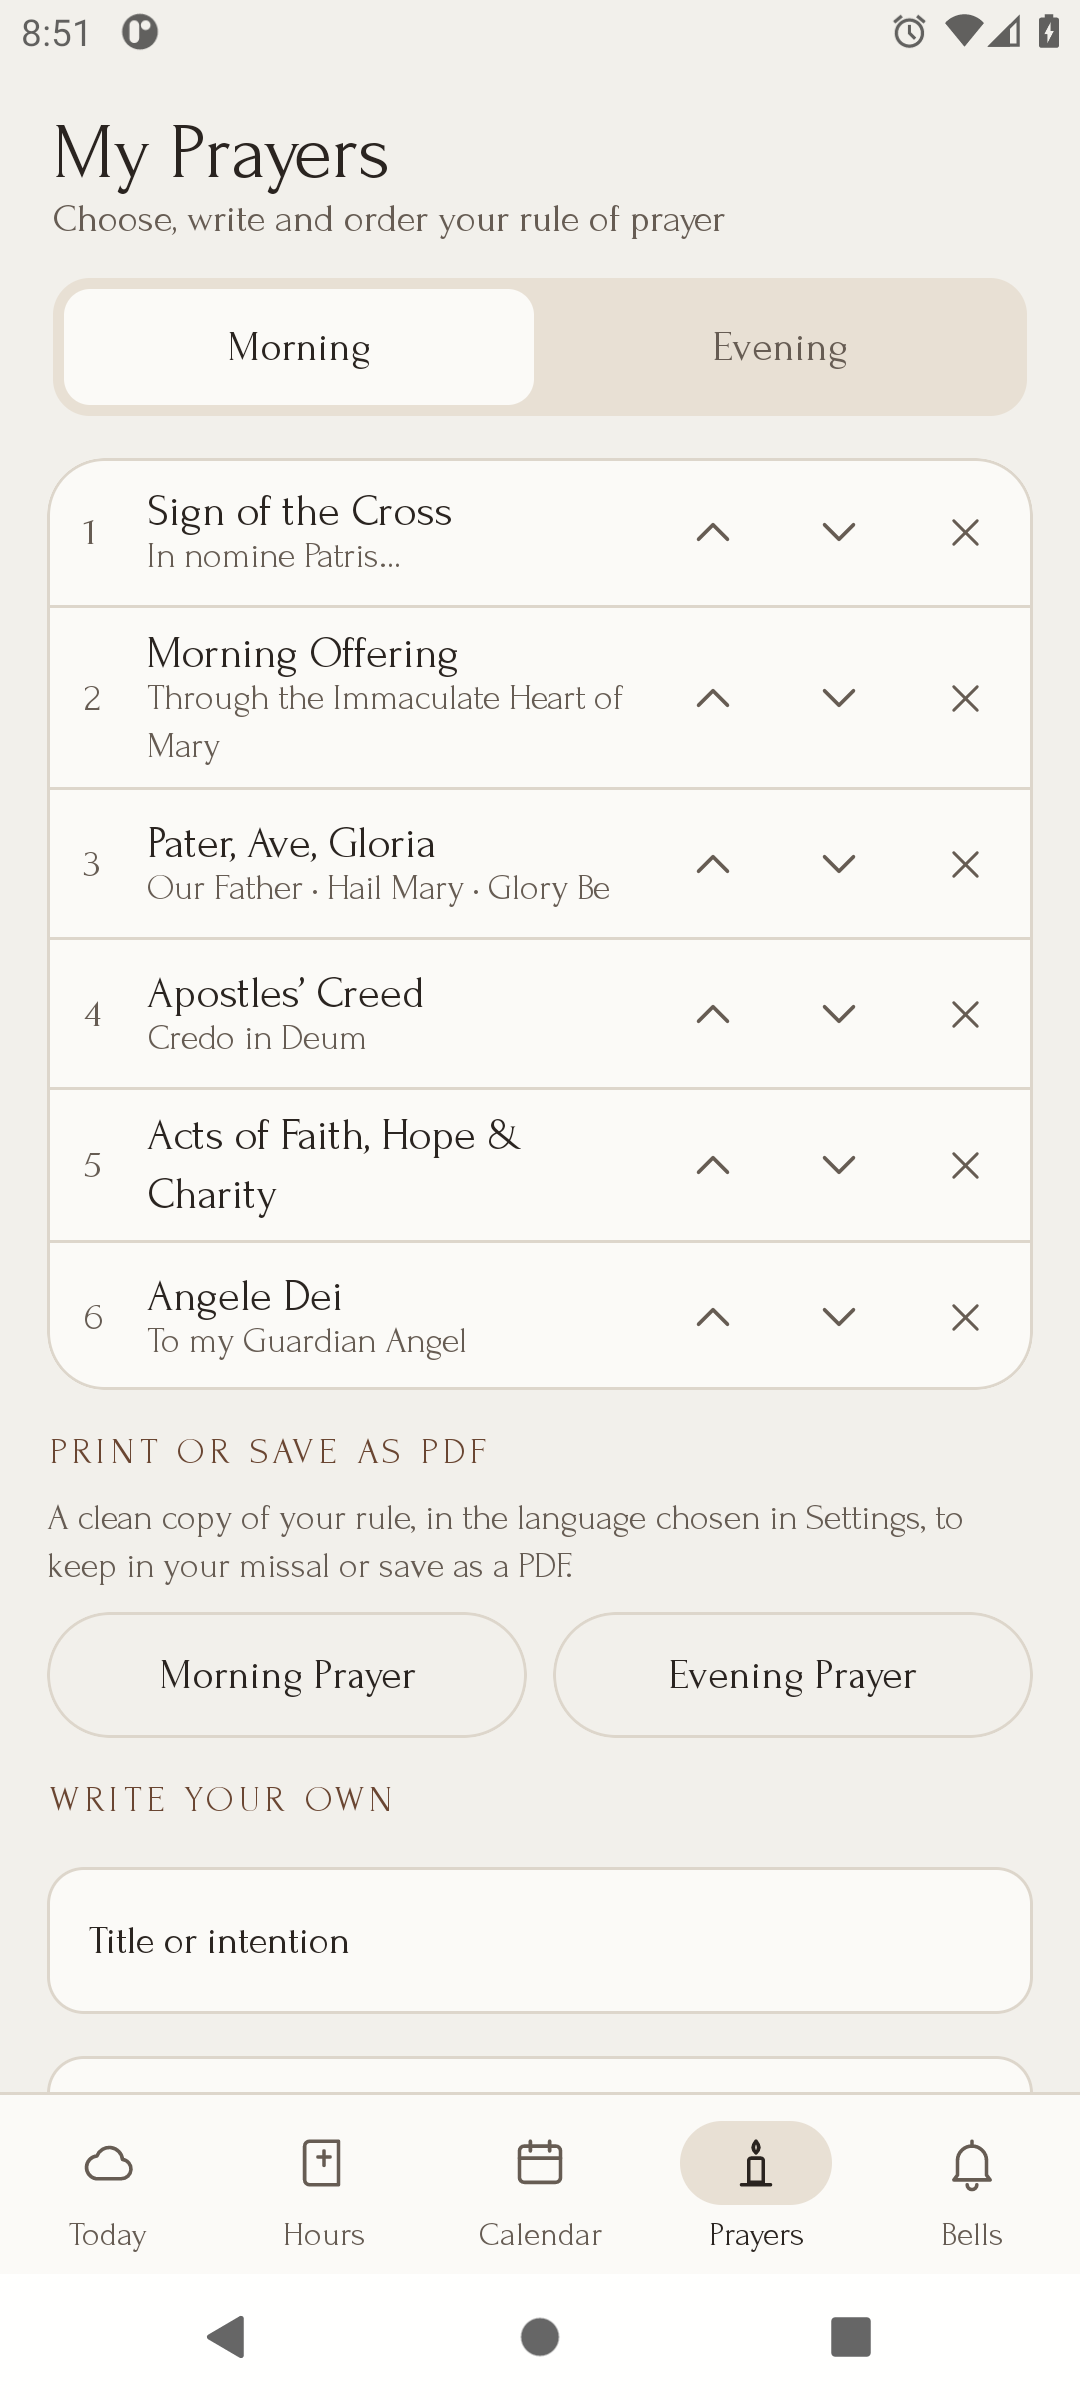 8:51
My Prayers
Choose, write and order your rule of prayer
Morning
Evening
1
Sign of the Cross
In nomine Patris...
2
Morning Offering
Through the Immaculate Heart of
Mary
3
Pater, Ave, Gloria
Our Father · Hail Mary · Glory Be
4
Apostles’ Creed
Credo in Deum
5
Acts of Faith, Hope &
Charity
6
Angele Dei
To my Guardian Angel
PRINT OR SAVE AS PDF
A clean copy of your rule, in the language chosen in Settings, to
keep in your missal or save as a PDF.
Morning Prayer
Evening Prayer
WRITE YOUR OWN
Title or intention
Today
Hours
Calendar
Prayers
Bells